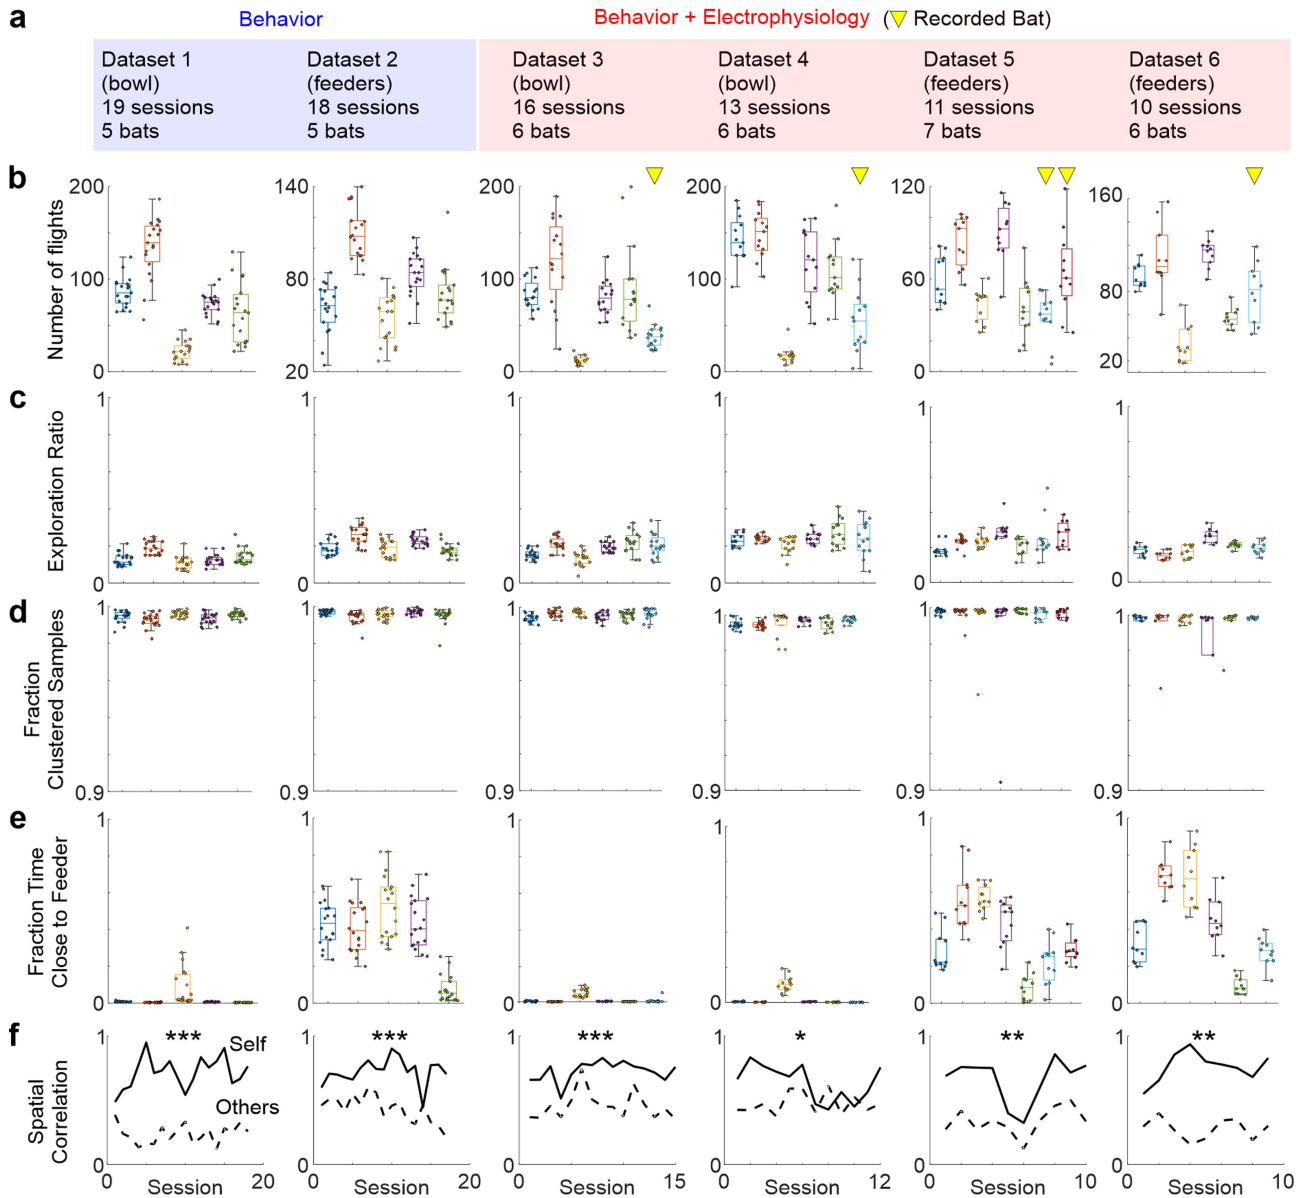 a
Behavior
Behavior + Electrophysiology (▼ Recorded Bat)
Dataset 1
(bowl)
19 sessions
5 bats
Dataset 2
(feeders)
18 sessions
5 bats
Dataset 3
(bowl)
16 sessions
6 bats
Dataset 4
(bowl)
13 sessions
6 bats
Dataset 5
(feeders)
11 sessions
7 bats
Dataset 6
(feeders)
10 sessions
6 bats
b
Number of flights
200
100
0
140
80
20
200
100
0
200
100
0
120
60
0
160
80
20
c
Exploration Ratio
1
0
1
0
1
0
1
0
1
0
1
0
d
Fraction
Clustered Samples
1
0.9
1
0.9
1
0.9
1
0.9
1
0.9
1
0.9
e
Fraction Time
Close to Feeder
1
0
1
0
1
0
1
0
1
0
1
0
f
Spatial
Correlation
1
0
***
Self
Others
0
Session
20
1
0
***
0
Session
20
1
0
***
0
Session
15
1
0
*
0
Session
12
1
0
**
0
Session
10
1
0
**
0
Session
10